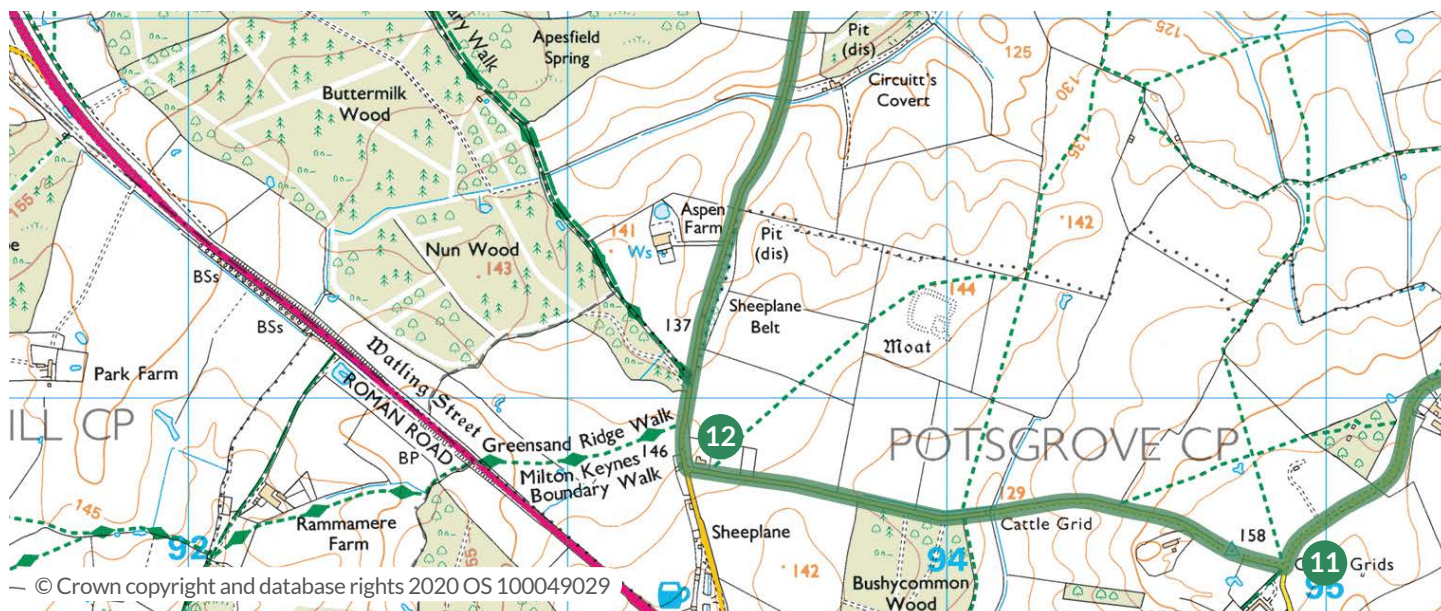 ary Walk
Apesfield
Spring
Pit
(dis)
125
125
Circuitt's
Covert
Buttermilk
Wood
130
135
155
Aspen
Farm
141
Ws
Pit
(dis)
142
Nun Wood
143
BSs
144
Sheeplane
Belt
137
Moat
BSs
Park Farm
Watling Street
ROMAN ROAD
ILL CP
Greensand Ridge Walk
12
POTSGROVE CP
BP
Milton Keynes
Boundary Walk
146
129
Cattle Grid
145
Rammamere
Farm
Sheeplane
158
92
94
11
Grids
95
142
Bushycommon
Wood
© Crown copyright and database rights 2020 OS 100049029